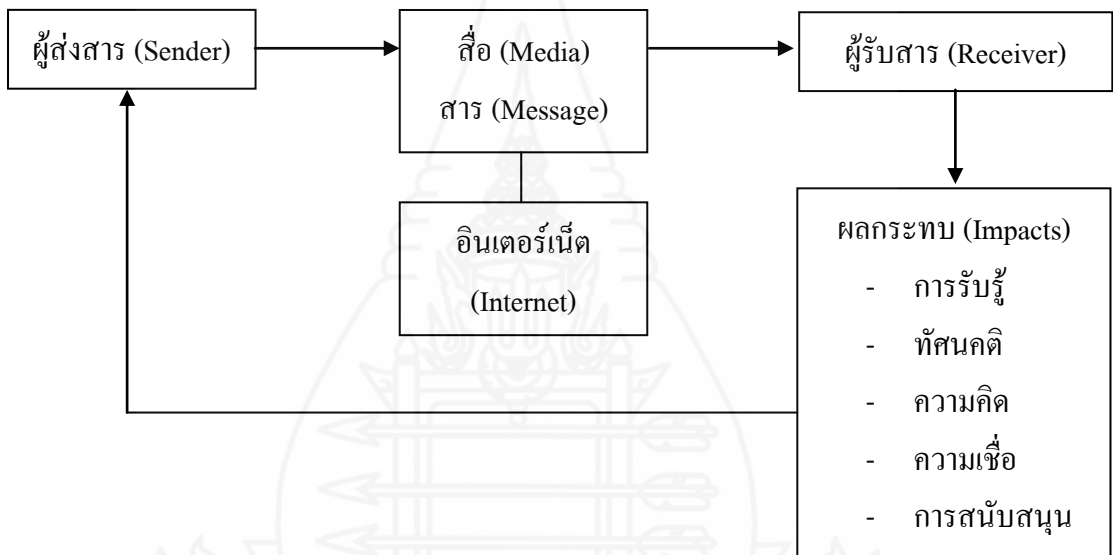 ผู้ส่งสาร (Sender)
สื่อ (Media)
สาร (Message)
ผู้รับสาร (Receiver)
อินเตอร์เน็ต
(Internet)
ผลกระทบ (Impacts)
- การรับรู้
- ทัศนคติ
- ความคิด
- ความเชื่อ
- การสนับสนุน